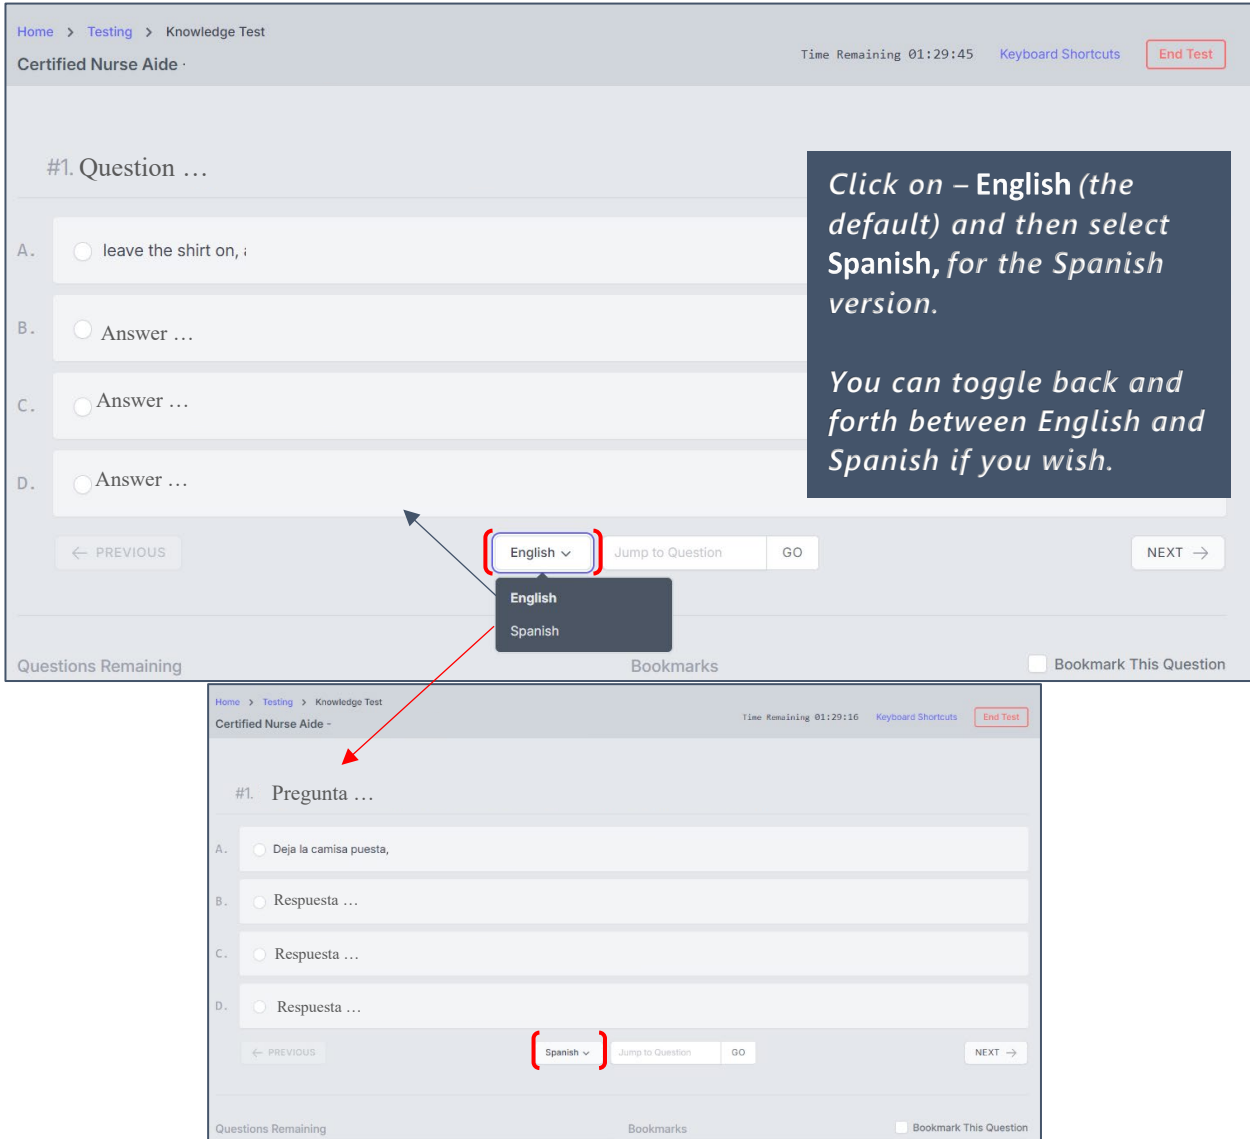 Home > Testing > Knowledge Test
Certified Nurse Aide ·
Time Remaining 01:29:45 Keyboard Shortcuts End Test
#1. Question …
A. leave the shirt on,
B. Answer …
C. Answer …
D. Answer …
Click on – English (the
default) and then select
Spanish, for the Spanish
version.
You can toggle back and
forth between English and
Spanish if you wish.
← PREVIOUS English Jump to Question GO NEXT →
English
Spanish
Questions Remaining Bookmarks Bookmark This Question
Home > Testing > Knowledge Test
Certified Nurse Aide -
Time Remaining 01:29:16 Keyboard Shortcuts End Test
#1. Pregunta …
A. Deja la camisa puesta,
B. Respuesta …
C. Respuesta …
D. Respuesta …
← PREVIOUS Spanish Jump to Question GO NEXT →
Questions Remaining Bookmarks Bookmark This Question